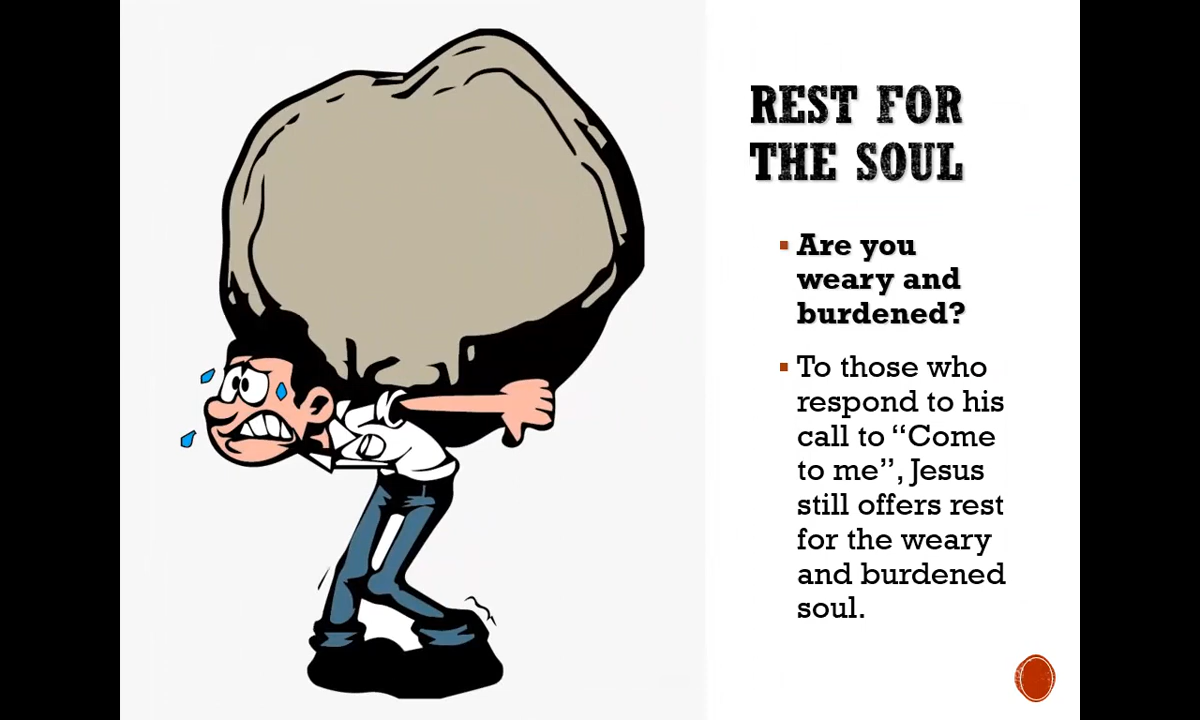 REST FOR
THE SOUL
Are you
weary and
burdened?
To those who
respond to his
call to “Come
to me”, Jesus
still offers rest
for the weary
and burdened
soul.